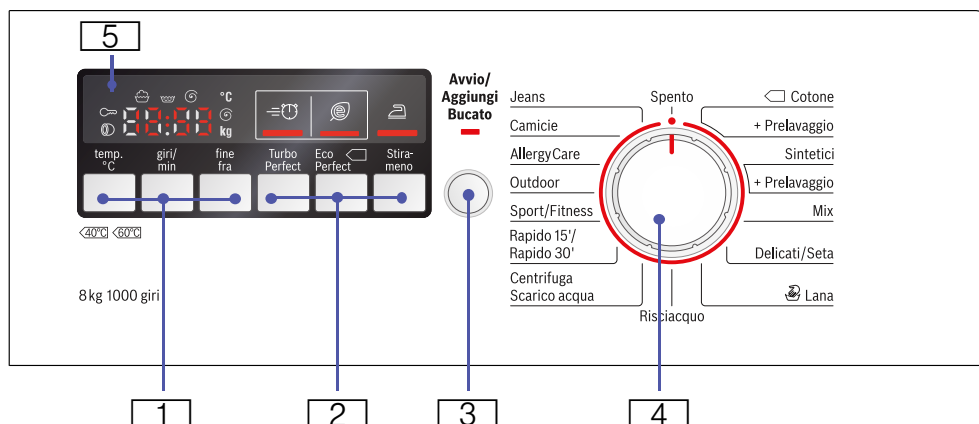 5
°C
88:88
kg
temp.
°C
giri/
min
fine
fra
Turbo
Perfect
Eco
Perfect
Stira-
meno
40°C 60°C
8 kg 1000 giri
Avvio/
Aggiungi
Bucato
Jeans
Camicie
AllergyCare
Outdoor
Sport/Fitness
Rapido 15'/
Rapido 30'
Centrifuga
Scarico acqua
Spento
Cotone
+ Prelavaggio
Sintetici
+ Prelavaggio
Mix
Delicati/Seta
Lana
Risciacquo
1
2
3
4